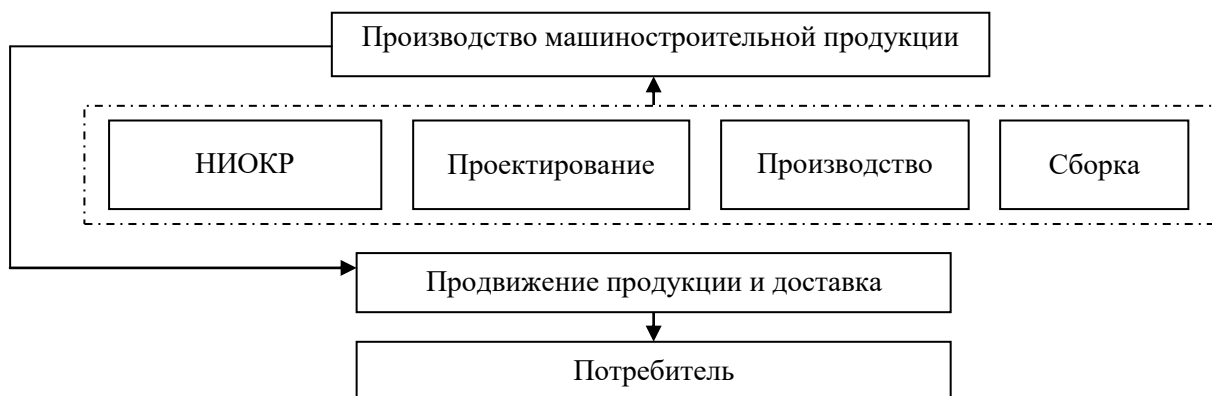 Производство машиностроительной продукции
НИОКР
Проектирование
Производство
Сборка
Продвижение продукции и доставка
Потребитель